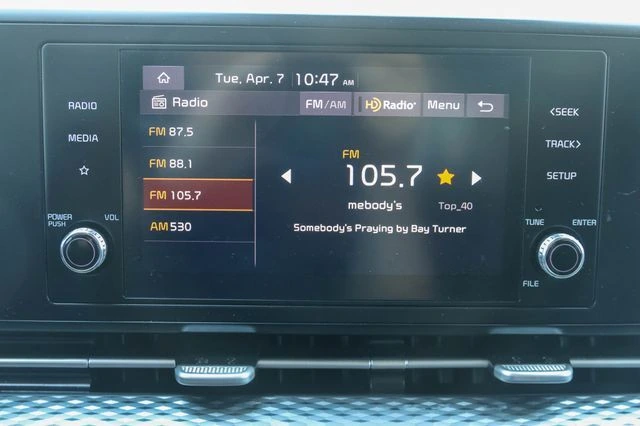 Tue, Apr. 7 10:47 AM
RADIO
MEDIA
POWER PUSH
VOL
Radio FM/AM HD Radio Menu
FM 87.5
FM 88.1
FM 105.7
AM 530
FM
105.7
mebody's Top_40
Somebody's Praying by Bay Turner
<SEEK
TRACK>
SETUP
TUNE ENTER
FILE